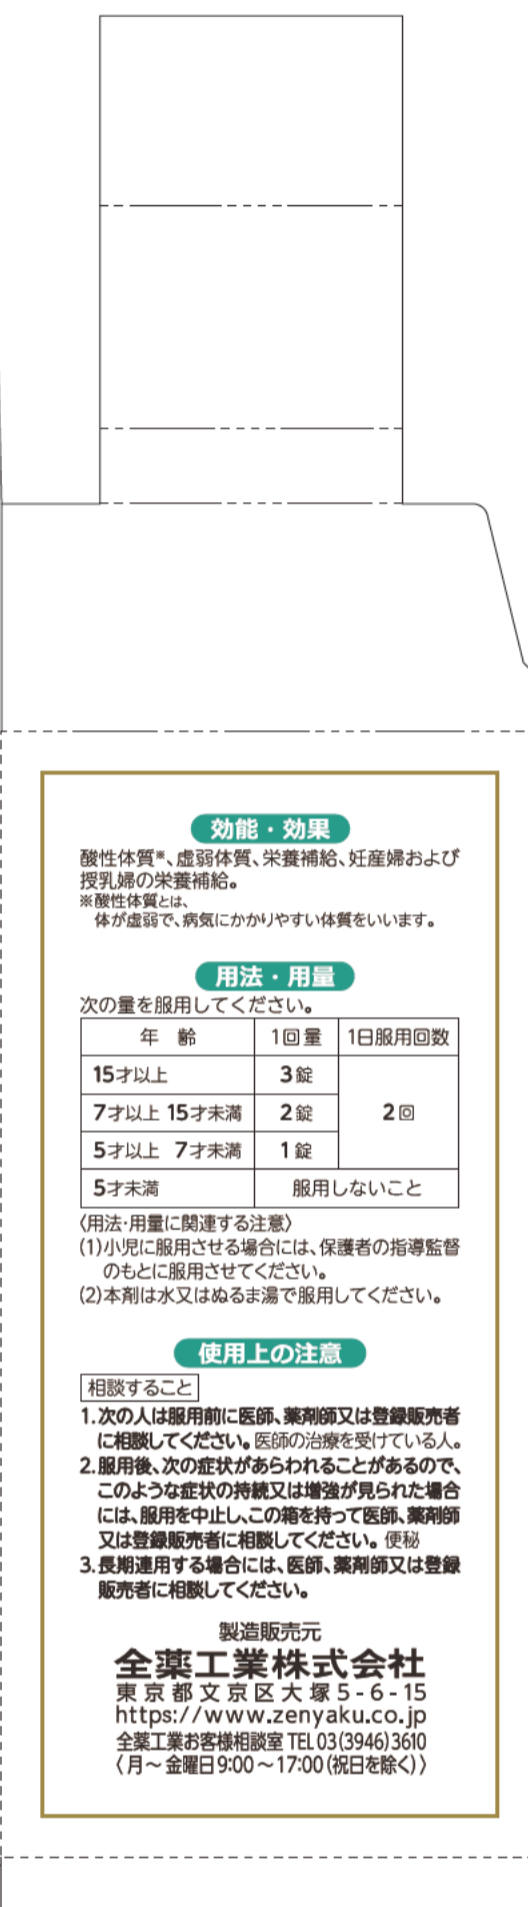 効能・効果
酸性体質※、虚弱体質、栄養補給、妊産婦および
授乳婦の栄養補給。
※酸性体質とは、
体が虚弱で、病気にかかりやすい体質をいいます。
用法・用量
次の量を服用してください。
年 齢 1回量 1日服用回数
15才以上 3錠
7才以上 15才未満 2錠 2回
5才以上 7才未満 1錠
5才未満 服用しないこと
〈用法・用量に関連する注意〉
(1)小児に服用させる場合には、保護者の指導監督
のもとに服用させてください。
(2)本剤は水又はぬるま湯で服用してください。
使用上の注意
相談すること
1.次の人は服用前に医師、薬剤師又は登録販売者
に相談してください。医師の治療を受けている人。
2.服用後、次の症状があらわれることがあるので、
このような症状の持続又は増強が見られた場合
には、服用を中止し、この箱を持って医師、薬剤師
又は登録販売者に相談してください。便秘
3.長期連用する場合には、医師、薬剤師又は登録
販売者に相談してください。
製造販売元
全薬工業株式会社
東京都文京区大塚5-6-15
https://www.zenyaku.co.jp
全薬工業お客様相談室 TEL 03(3946)3610
〈月～金曜日9:00～17:00(祝日を除く)〉